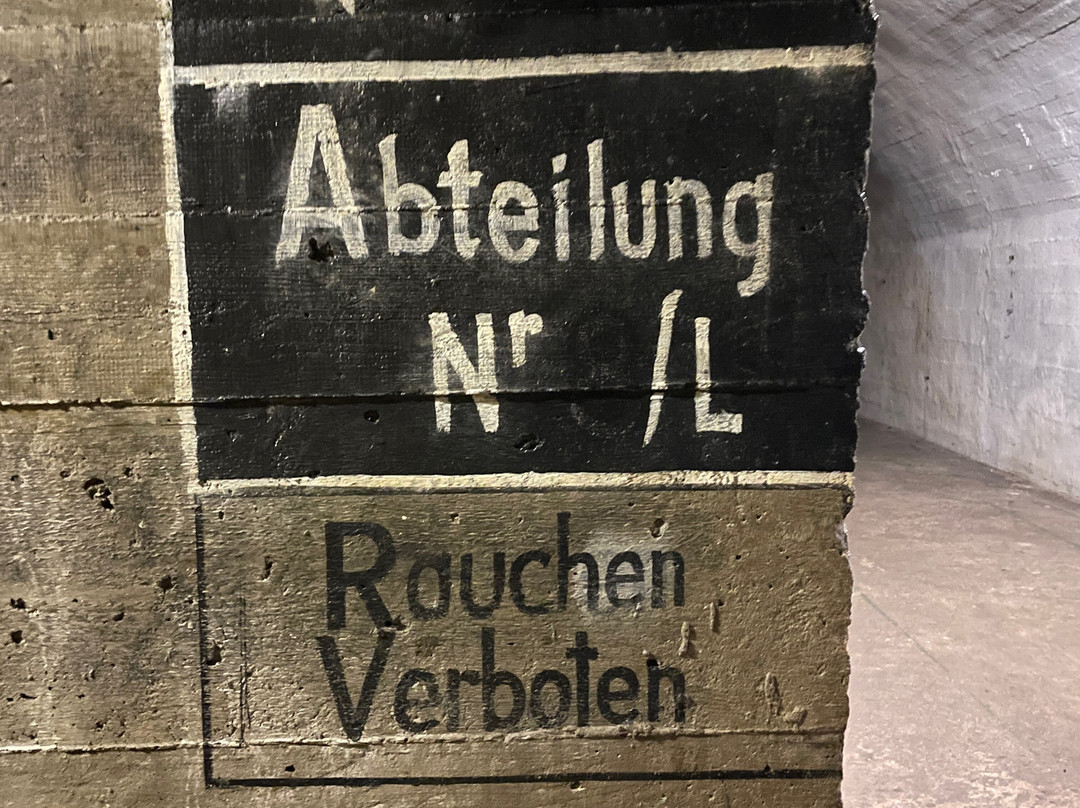 Abteilung
Nr /L
Rauchen
Verboten